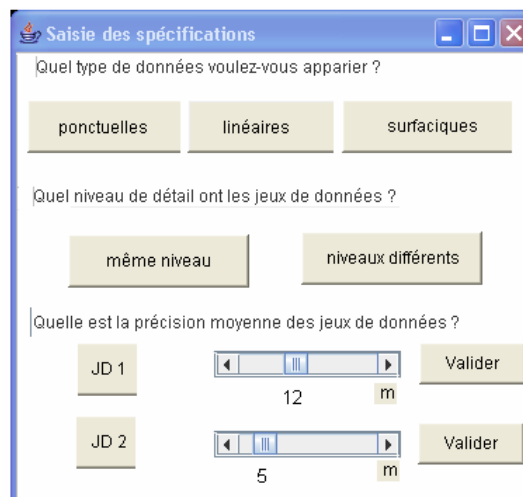 Saisie des spécifications
Quel type de données voulez-vous apparier ?
ponctuelles linéaires surfaciques
Quel niveau de détail ont les jeux de données ?
même niveau niveaux différents
Quelle est la précision moyenne des jeux de données ?
JD 1 Valider
12 m
JD 2 Valider
5 m